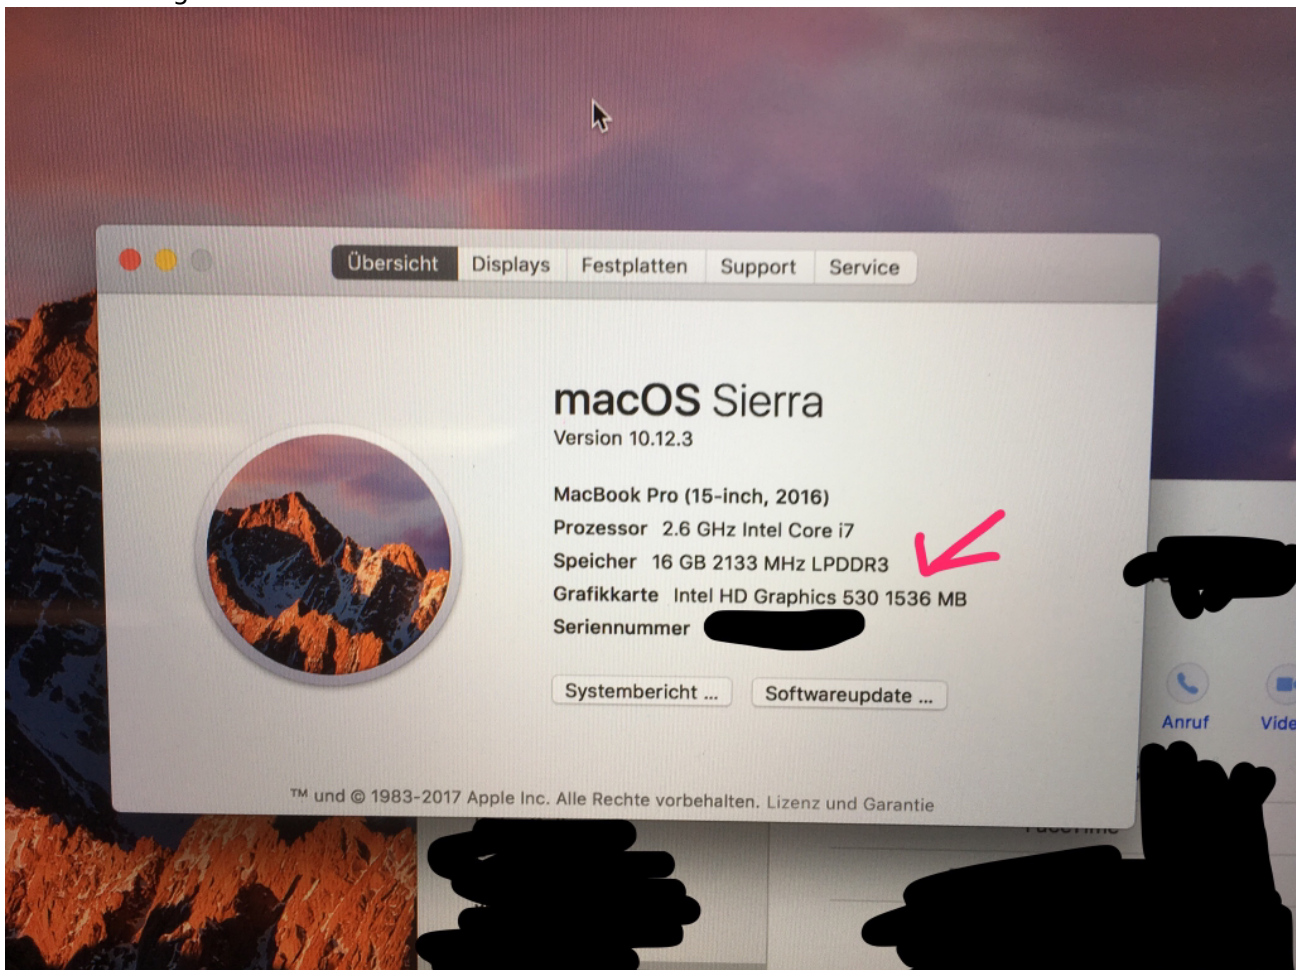 Übersicht
Displays
Festplatten
Support
Service
macOS Sierra
Version 10.12.3
MacBook Pro (15-inch, 2016)
Prozessor 2.6 GHz Intel Core i7
Speicher 16 GB 2133 MHz LPDDR3
Grafikkarte Intel HD Graphics 530 1536 MB
Seriennummer
Systembericht ...
Softwareupdate ...
Anruf
Vide
™ und © 1983-2017 Apple Inc. Alle Rechte vorbehalten. Lizenz und Garantie
FaceTime